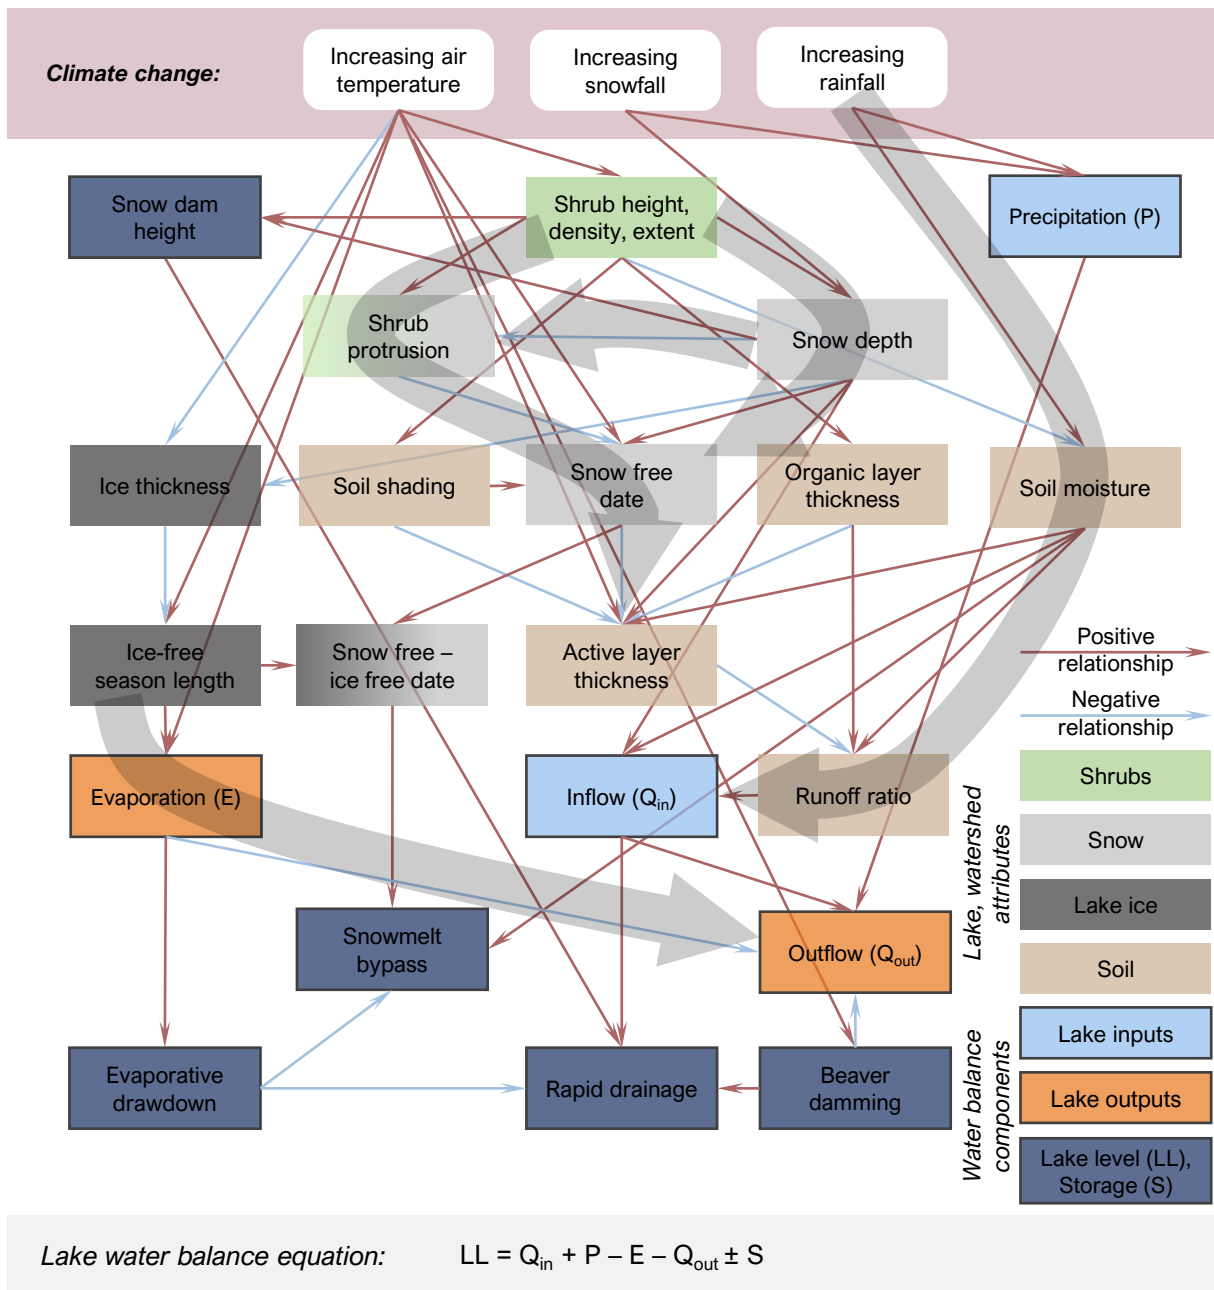 Climate change:
Increasing air
temperature
Increasing
snowfall
Increasing
rainfall
Snow dam
height
Shrub height,
density, extent
Precipitation (P)
Shrub
protrusion
Snow depth
Ice thickness
Soil shading
Snow free
date
Organic layer
thickness
Soil moisture
Ice-free
season length
Snow free –
ice free date
Active layer
thickness
Positive
relationship
Negative
relationship
Evaporation (E)
Inflow (Qin)
Runoff ratio
Snowmelt
bypass
Outflow (Qout)
Evaporative
drawdown
Rapid drainage
Beaver
damming
Lake, watershed
attributes
Shrubs
Snow
Lake ice
Soil
Water balance
components
Lake inputs
Lake outputs
Lake level (LL),
Storage (S)
Lake water balance equation: LL = Qin + P – E – Qout ± S